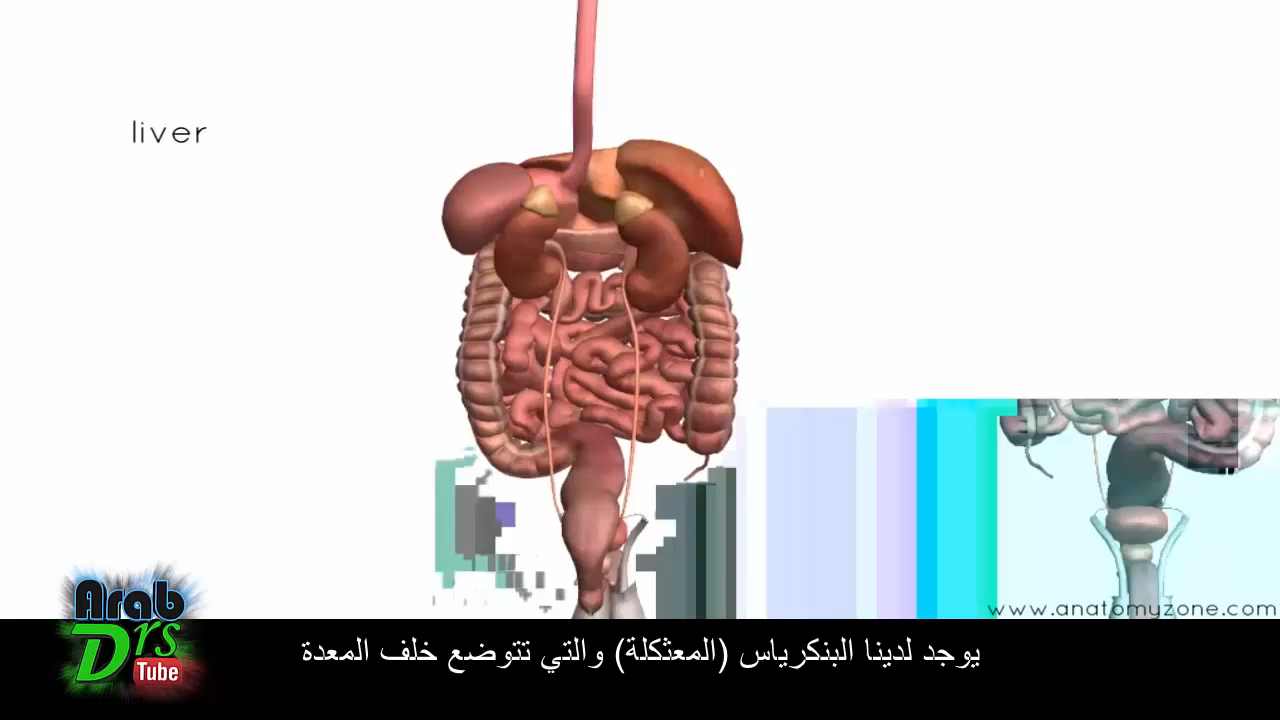 liver
www.anatomyzone.com
Arab
Drs
Tube
يوجد لدينا البنكرياس (المعثكلة) والتي تتوضع خلف المعدة